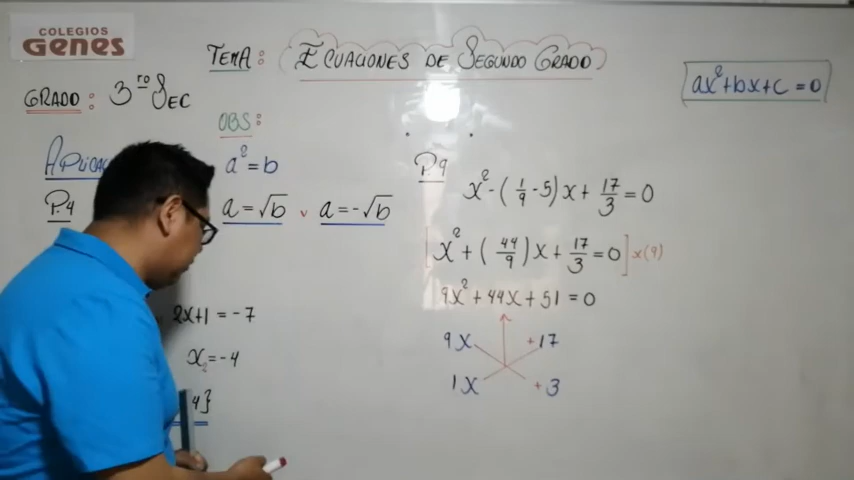 COLEGIOS
Genes
TEMA: ECUACIONES DE SEGUNDO GRADO
ax²+bx+c=0
GRADO: 3ro SEC
OBS:
a²=b
a=√b ∨ a=-√b
P.4
2x+1=-7
x₂=-4
4}
P.9
x²-(1/9-5)x+17/3=0
[x²+(44/9)x+17/3=0]x(9)
9x²+44x+51=0
9x +17
1x +3